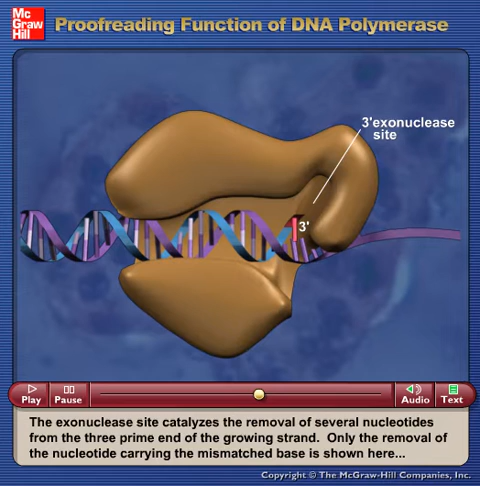 Mc
Graw
Hill
Proofreading Function of DNA Polymerase
3'exonuclease
site
3'
Play
Pause
Audio
Text
The exonuclease site catalyzes the removal of several nucleotides
from the three prime end of the growing strand.  Only the removal of
the nucleotide carrying the mismatched base is shown here...
Copyright © The McGraw-Hill Companies, Inc.